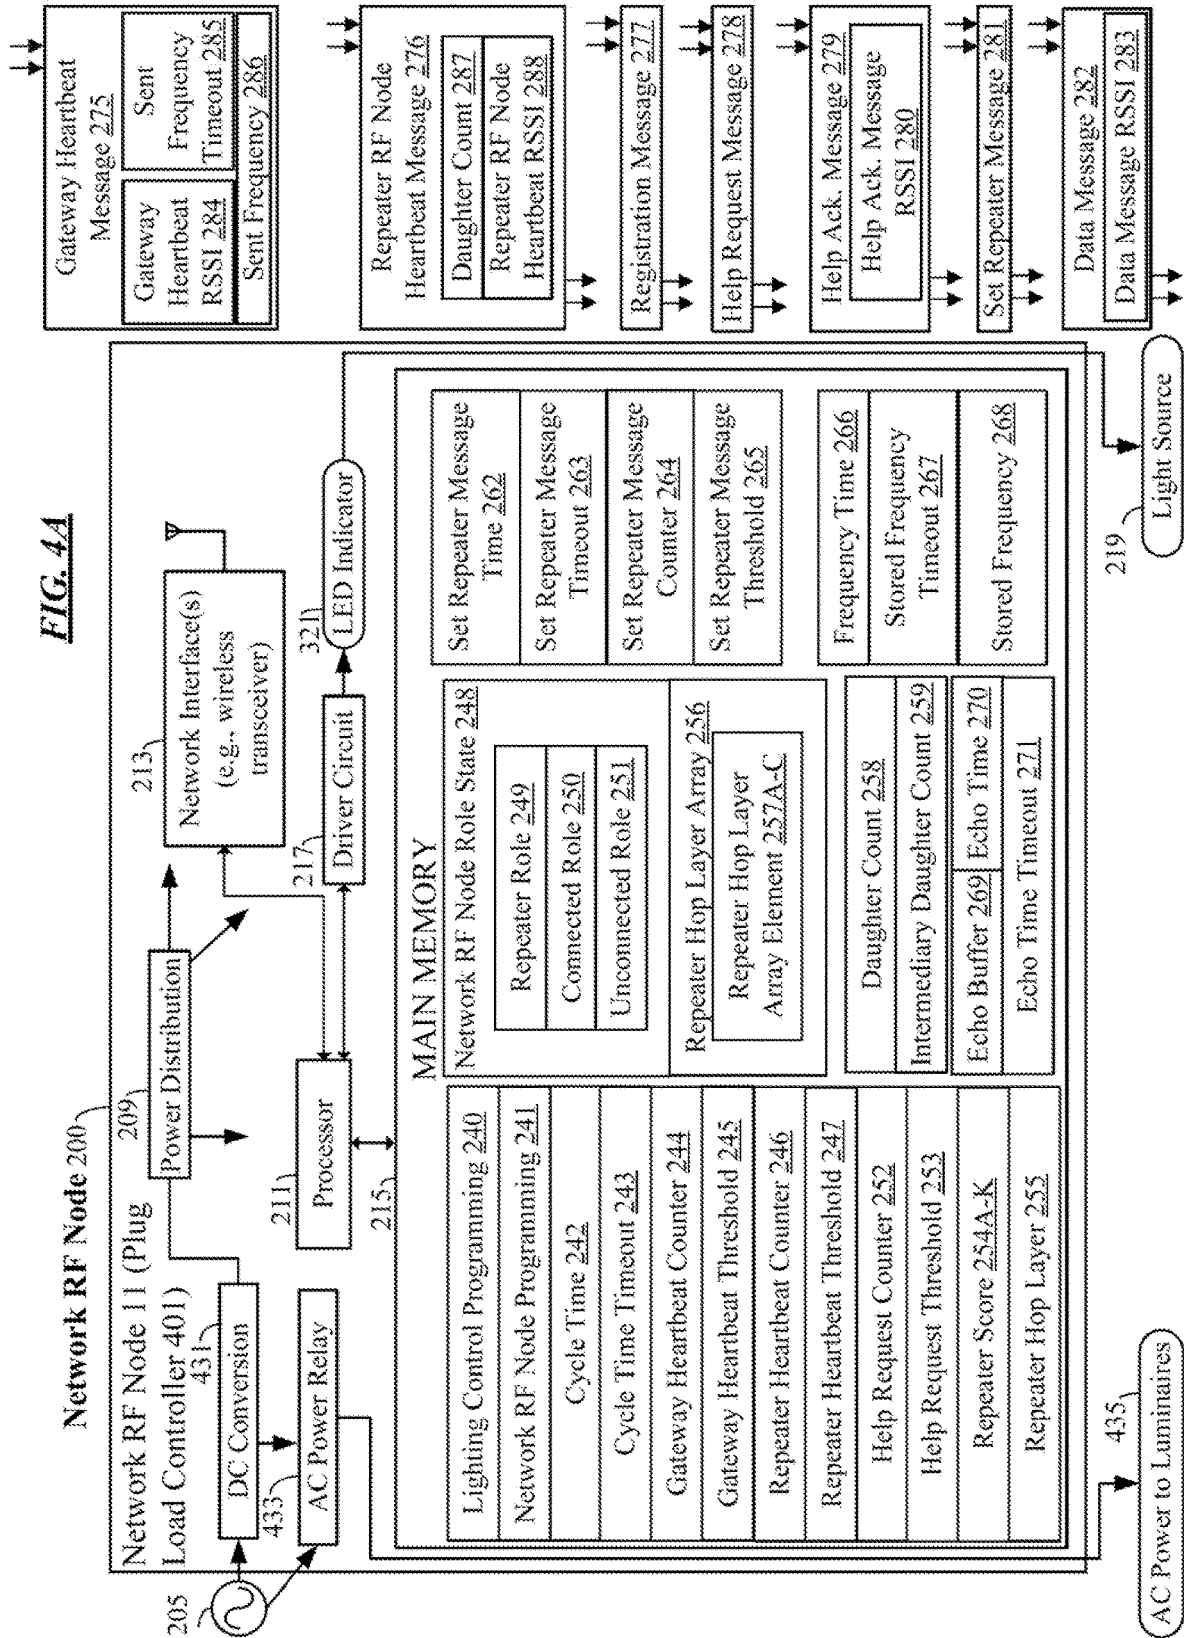 FIG. 4A
Network RF Node 200
Network RF Node 11 (Plug
Load Controller 401)
205
431
DC Conversion
433
AC Power Relay
209
Power Distribution
211
Processor
213
Network Interface(s)
(e.g., wireless
transceiver)
217
Driver Circuit
321
LED Indicator
215
MAIN MEMORY
Lighting Control Programming 240
Network RF Node Programming 241
Cycle Time 242
Cycle Time Timeout 243
Gateway Heartbeat Counter 244
Gateway Heartbeat Threshold 245
Repeater Heartbeat Counter 246
Repeater Heartbeat Threshold 247
Help Request Counter 252
Help Request Threshold 253
Repeater Score 254A-K
Repeater Hop Layer 255
Network RF Node Role State 248
Repeater Role 249
Connected Role 250
Unconnected Role 251
Repeater Hop Layer Array 256
Repeater Hop Layer
Array Element 257A-C
Daughter Count 258
Intermediary Daughter Count 259
Echo Buffer 269
Echo Time 270
Echo Time Timeout 271
Set Repeater Message
Time 262
Set Repeater Message
Timeout 263
Set Repeater Message
Counter 264
Set Repeater Message
Threshold 265
Frequency Time 266
Stored Frequency
Timeout 267
Stored Frequency 268
435
AC Power to Luminaires
219
Light Source
Gateway Heartbeat
Message 275
Gateway
Heartbeat
RSSI 284
Sent
Frequency
Timeout 285
Sent Frequency 286
Repeater RF Node
Heartbeat Message 276
Daughter Count 287
Repeater RF Node
Heartbeat RSSI 288
Registration Message 277
Help Request Message 278
Help Ack. Message 279
Help Ack. Message
RSSI 280
Set Repeater Message 281
Data Message 282
Data Message RSSI 283